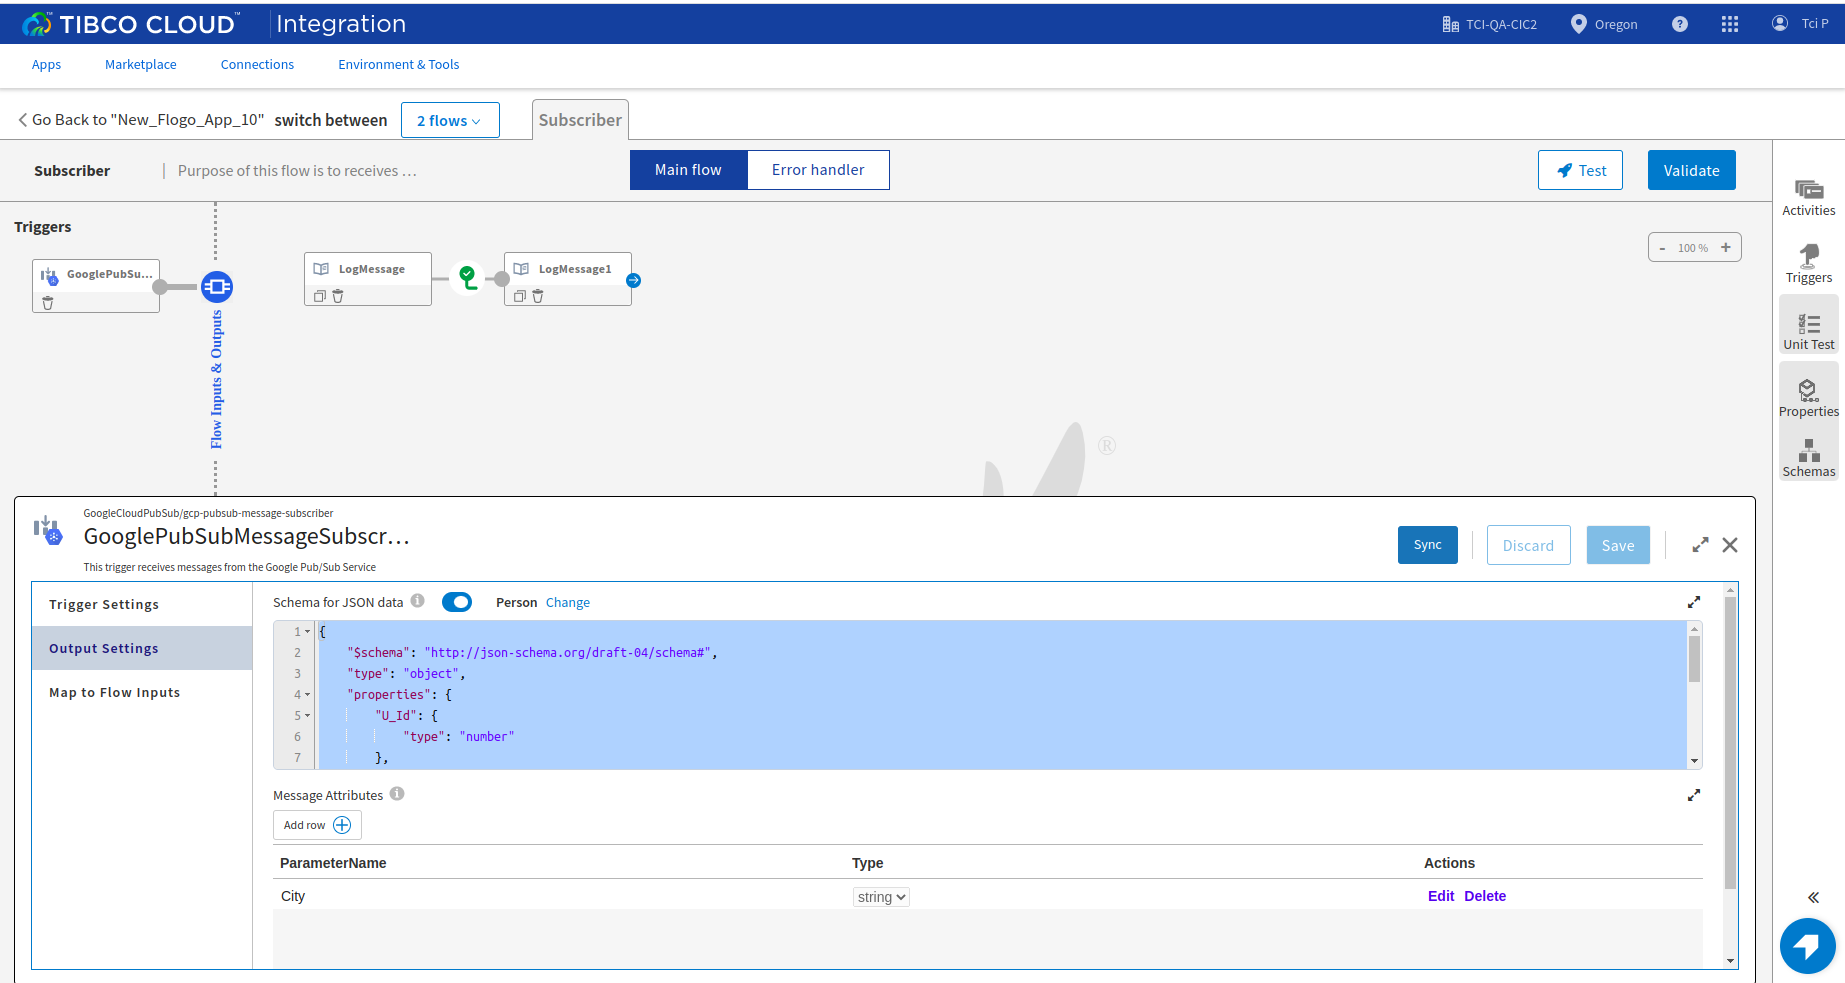 TIBCO CLOUD™ Integration
TCI-QA-CIC2 Oregon ? Tci P
Apps Marketplace Connections Environment & Tools
Go Back to "New_Flogo_App_10" switch between 2 flows Subscriber
Subscriber Purpose of this flow is to receives … Main flow Error handler Test Validate
Triggers
GooglePubSu...
LogMessage
LogMessage1
- 100 % +
Flow Inputs & Outputs
®
Activities
Triggers
Unit Test
Properties
Schemas
GoogleCloudPubSub/gcp-pubsub-message-subscriber
GooglePubSubMessageSubscr...
This trigger receives messages from the Google Pub/Sub Service
Sync Discard Save
Trigger Settings
Output Settings
Map to Flow Inputs
Schema for JSON data i Person Change
1 {
2 "$schema": "http://json-schema.org/draft-04/schema#",
3 "type": "object",
4 "properties": {
5 "U_Id": {
6 "type": "number"
7 },
Message Attributes i
Add row
ParameterName Type Actions
City string Edit Delete